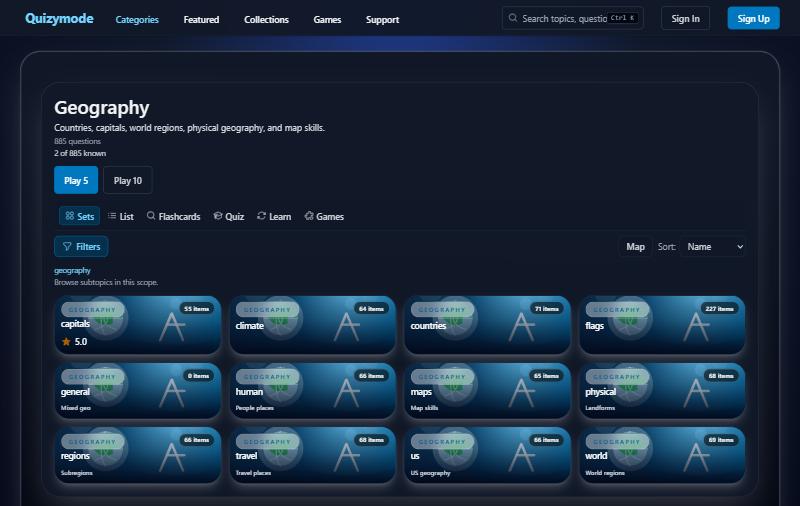 Quizymode Categories Featured Collections Games Support Search topics, questio Ctrl K Sign In Sign Up
Geography
Countries, capitals, world regions, physical geography, and map skills.
885 questions
2 of 885 known
Play 5 Play 10
Sets List Flashcards Quiz Learn Games
Filters Map Sort: Name
geography
Browse subtopics in this scope.
GEOGRAPHY 55 items GEOGRAPHY 64 items GEOGRAPHY 71 items GEOGRAPHY 227 items
capitals climate countries flags
5.0
GEOGRAPHY 0 items GEOGRAPHY 66 items GEOGRAPHY 65 items GEOGRAPHY 68 items
general human maps physical
Mixed geo People places Map skills Landforms
GEOGRAPHY 66 items GEOGRAPHY 68 items GEOGRAPHY 66 items GEOGRAPHY 69 items
regions travel us world
Subregions Travel places US geography World regions